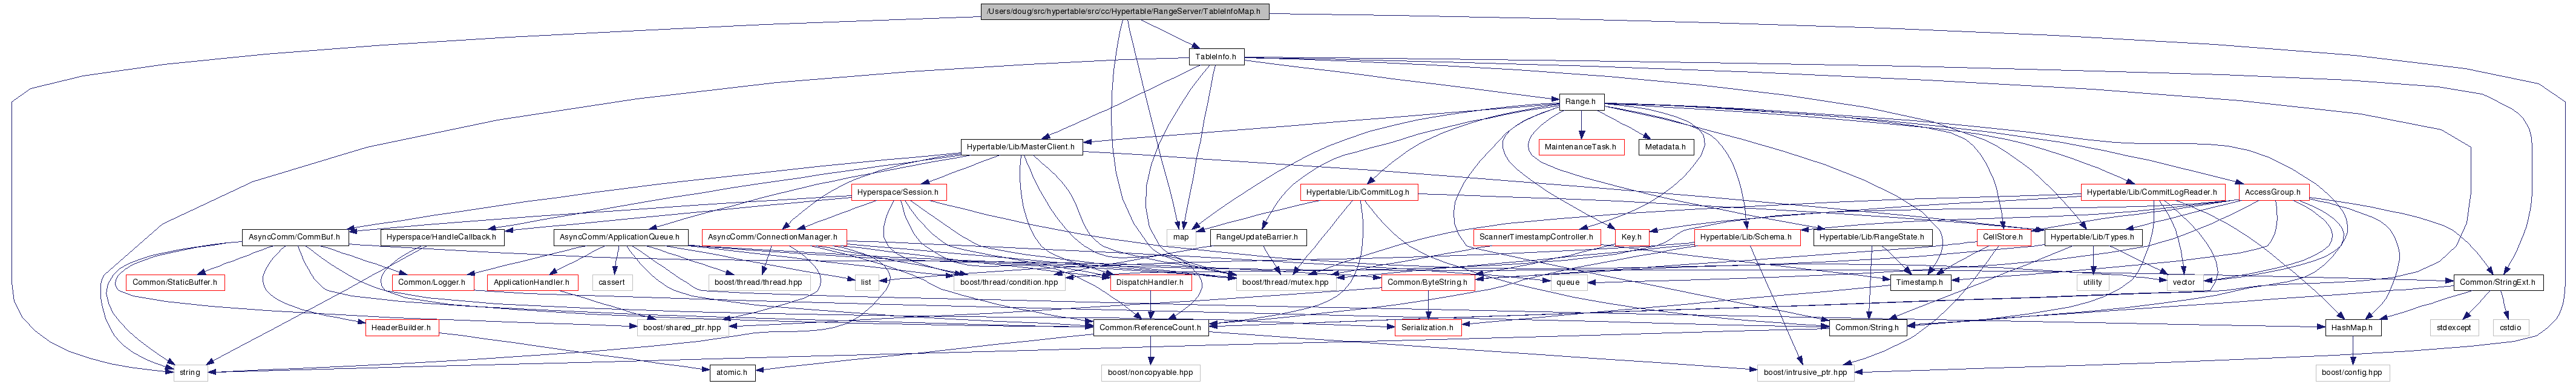 /Users/doug/src/hypertable/src/cc/Hypertable/RangeServer/TableInfoMap.h
TableInfo.h
Range.h
Hypertable/Lib/MasterClient.h
MaintenanceTask.h
Metadata.h
Hyperspace/Session.h
Hypertable/Lib/CommitLog.h
Hypertable/Lib/CommitLogReader.h
AccessGroup.h
AsyncComm/CommBuf.h
Hyperspace/HandleCallback.h
AsyncComm/ApplicationQueue.h
AsyncComm/ConnectionManager.h
map
RangeUpdateBarrier.h
ScannerTimestampController.h
Key.h
Hypertable/Lib/Schema.h
Hypertable/Lib/RangeState.h
CellStore.h
Hypertable/Lib/Types.h
Common/StaticBuffer.h
Common/Logger.h
ApplicationHandler.h
cassert
boost/thread/thread.hpp
list
boost/thread/condition.hpp
DispatchHandler.h
boost/thread/mutex.hpp
Common/ByteString.h
queue
Timestamp.h
utility
vector
Common/StringExt.h
HeaderBuilder.h
boost/shared_ptr.hpp
Common/ReferenceCount.h
Serialization.h
Common/String.h
HashMap.h
stdexcept
cstdio
string
atomic.h
boost/noncopyable.hpp
boost/intrusive_ptr.hpp
boost/config.hpp